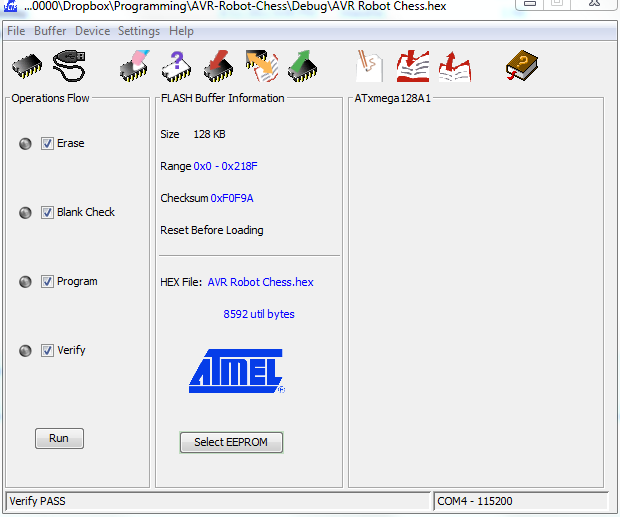 ...0000\Dropbox\Programming\AVR-Robot-Chess\Debug\AVR Robot Chess.hex
File Buffer Device Settings Help
Operations Flow
Erase
Blank Check
Program
Verify
Run
FLASH Buffer Information
Size 128 KB
Range 0x0 - 0x218F
Checksum 0xF0F9A
Reset Before Loading
HEX File: AVR Robot Chess.hex
8592 util bytes
ATMEL®
Select EEPROM
ATxmega128A1
Verify PASS
COM4 - 115200